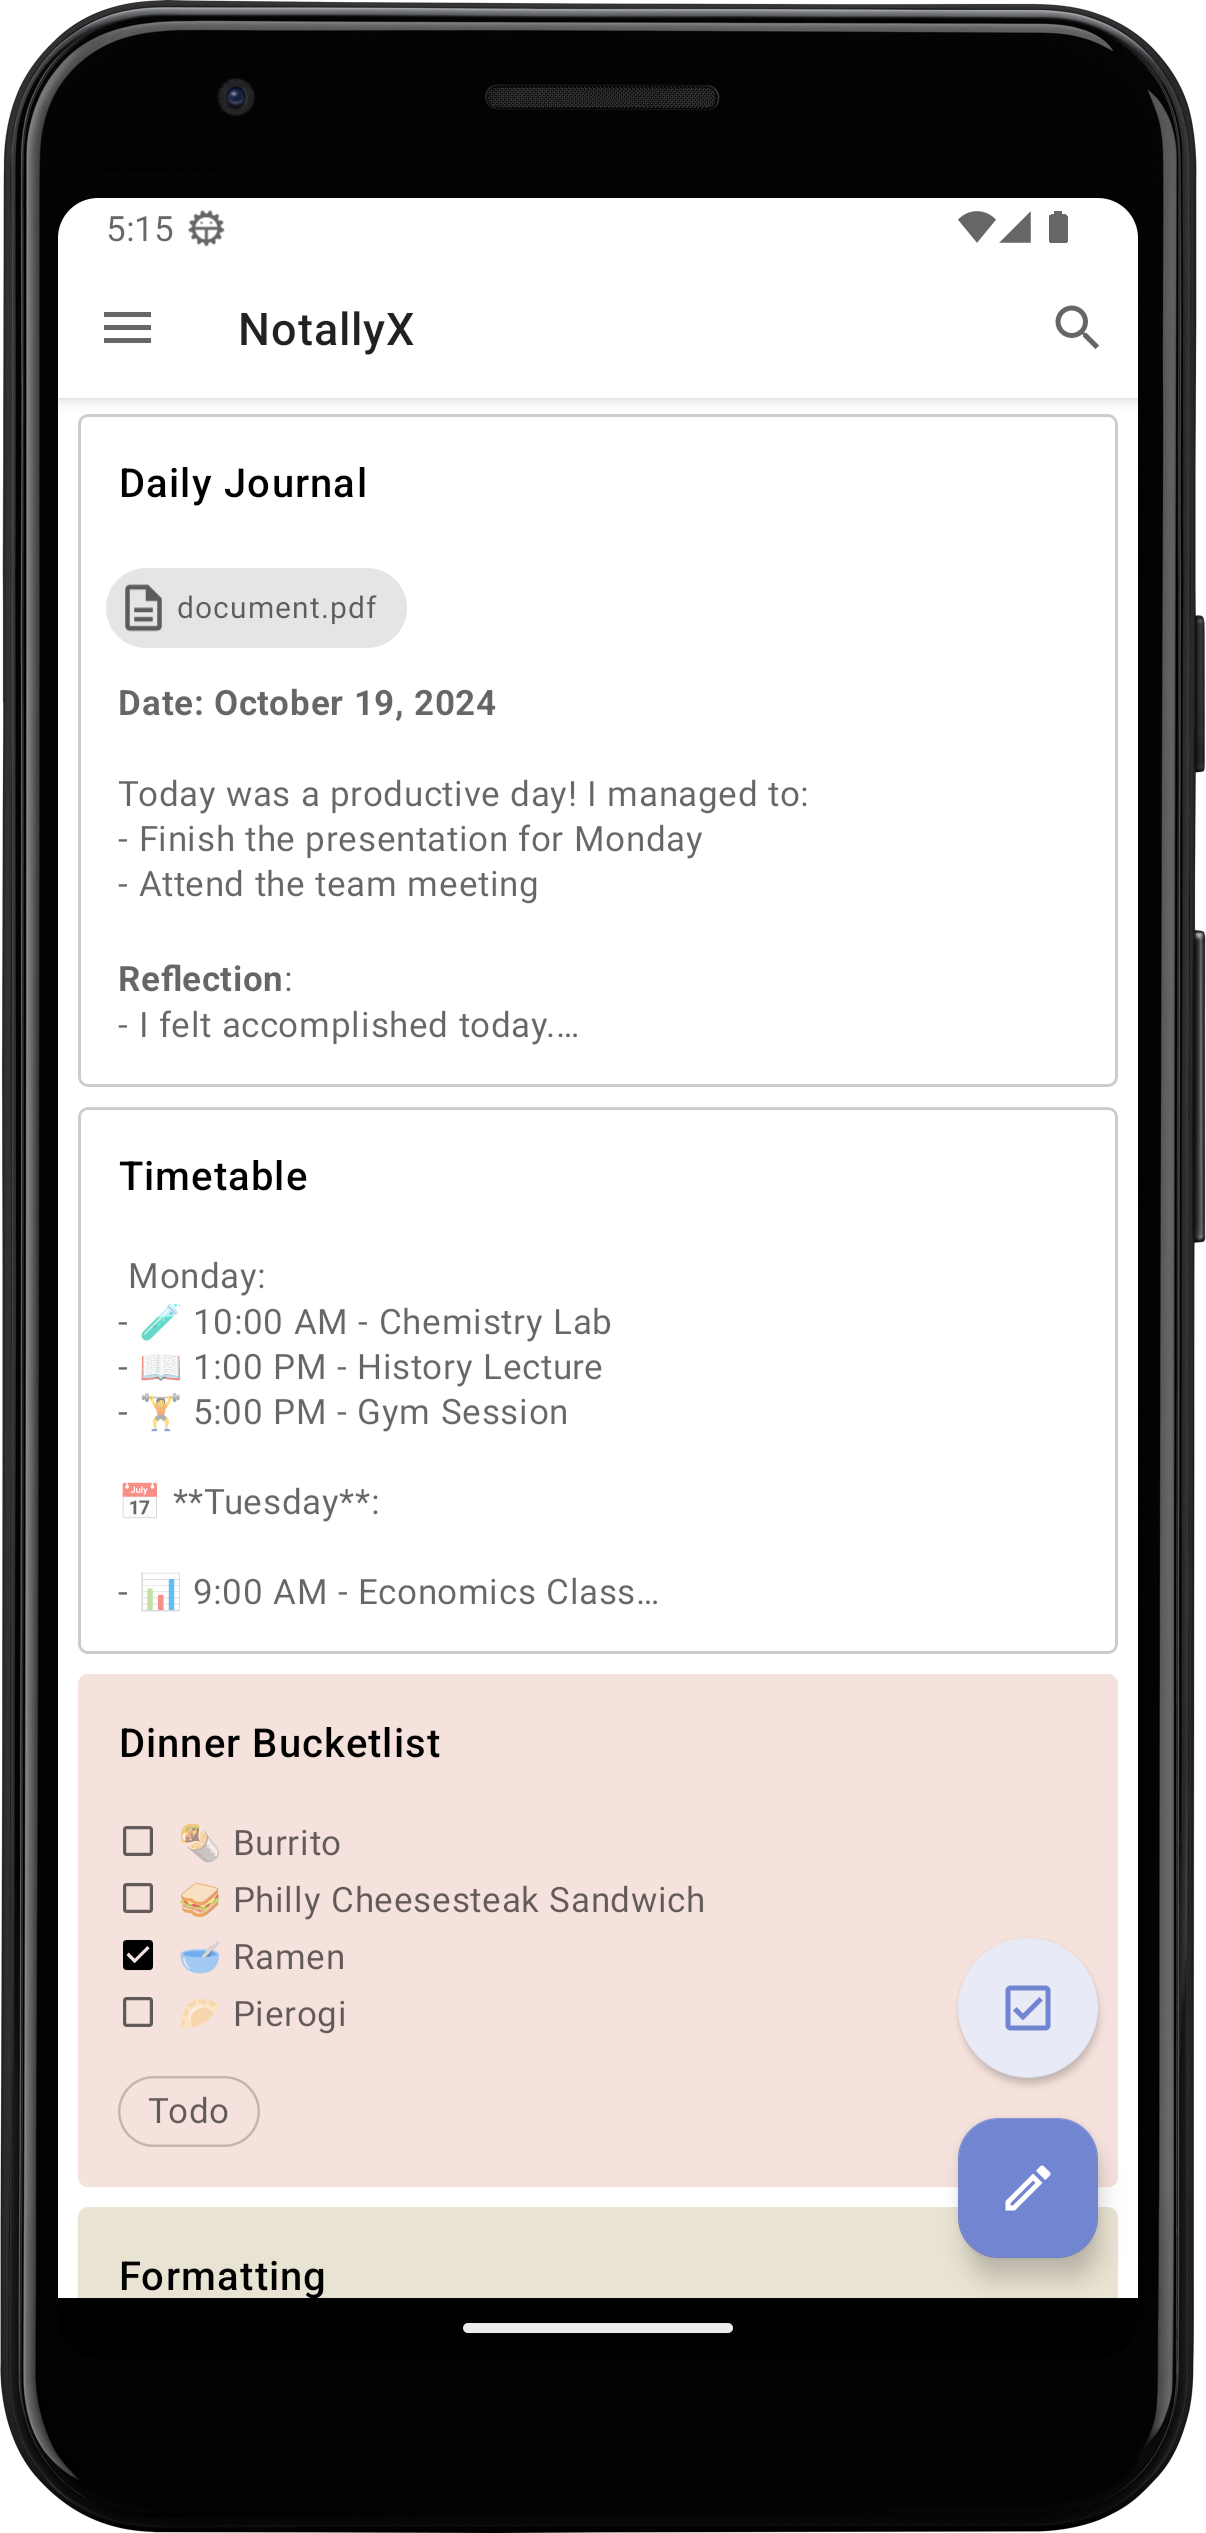 5:15
NotallyX
Daily Journal
document.pdf
Date: October 19, 2024
Today was a productive day! I managed to:
- Finish the presentation for Monday
- Attend the team meeting
Reflection:
- I felt accomplished today.…
Timetable
Monday:
- 🧪 10:00 AM - Chemistry Lab
- 📖 1:00 PM - History Lecture
- 🏋️ 5:00 PM - Gym Session
📅 **Tuesday**:
- 📊 9:00 AM - Economics Class…
Dinner Bucketlist
🌯 Burrito
🥪 Philly Cheesesteak Sandwich
🥣 Ramen
🥟 Pierogi
Todo
Formatting